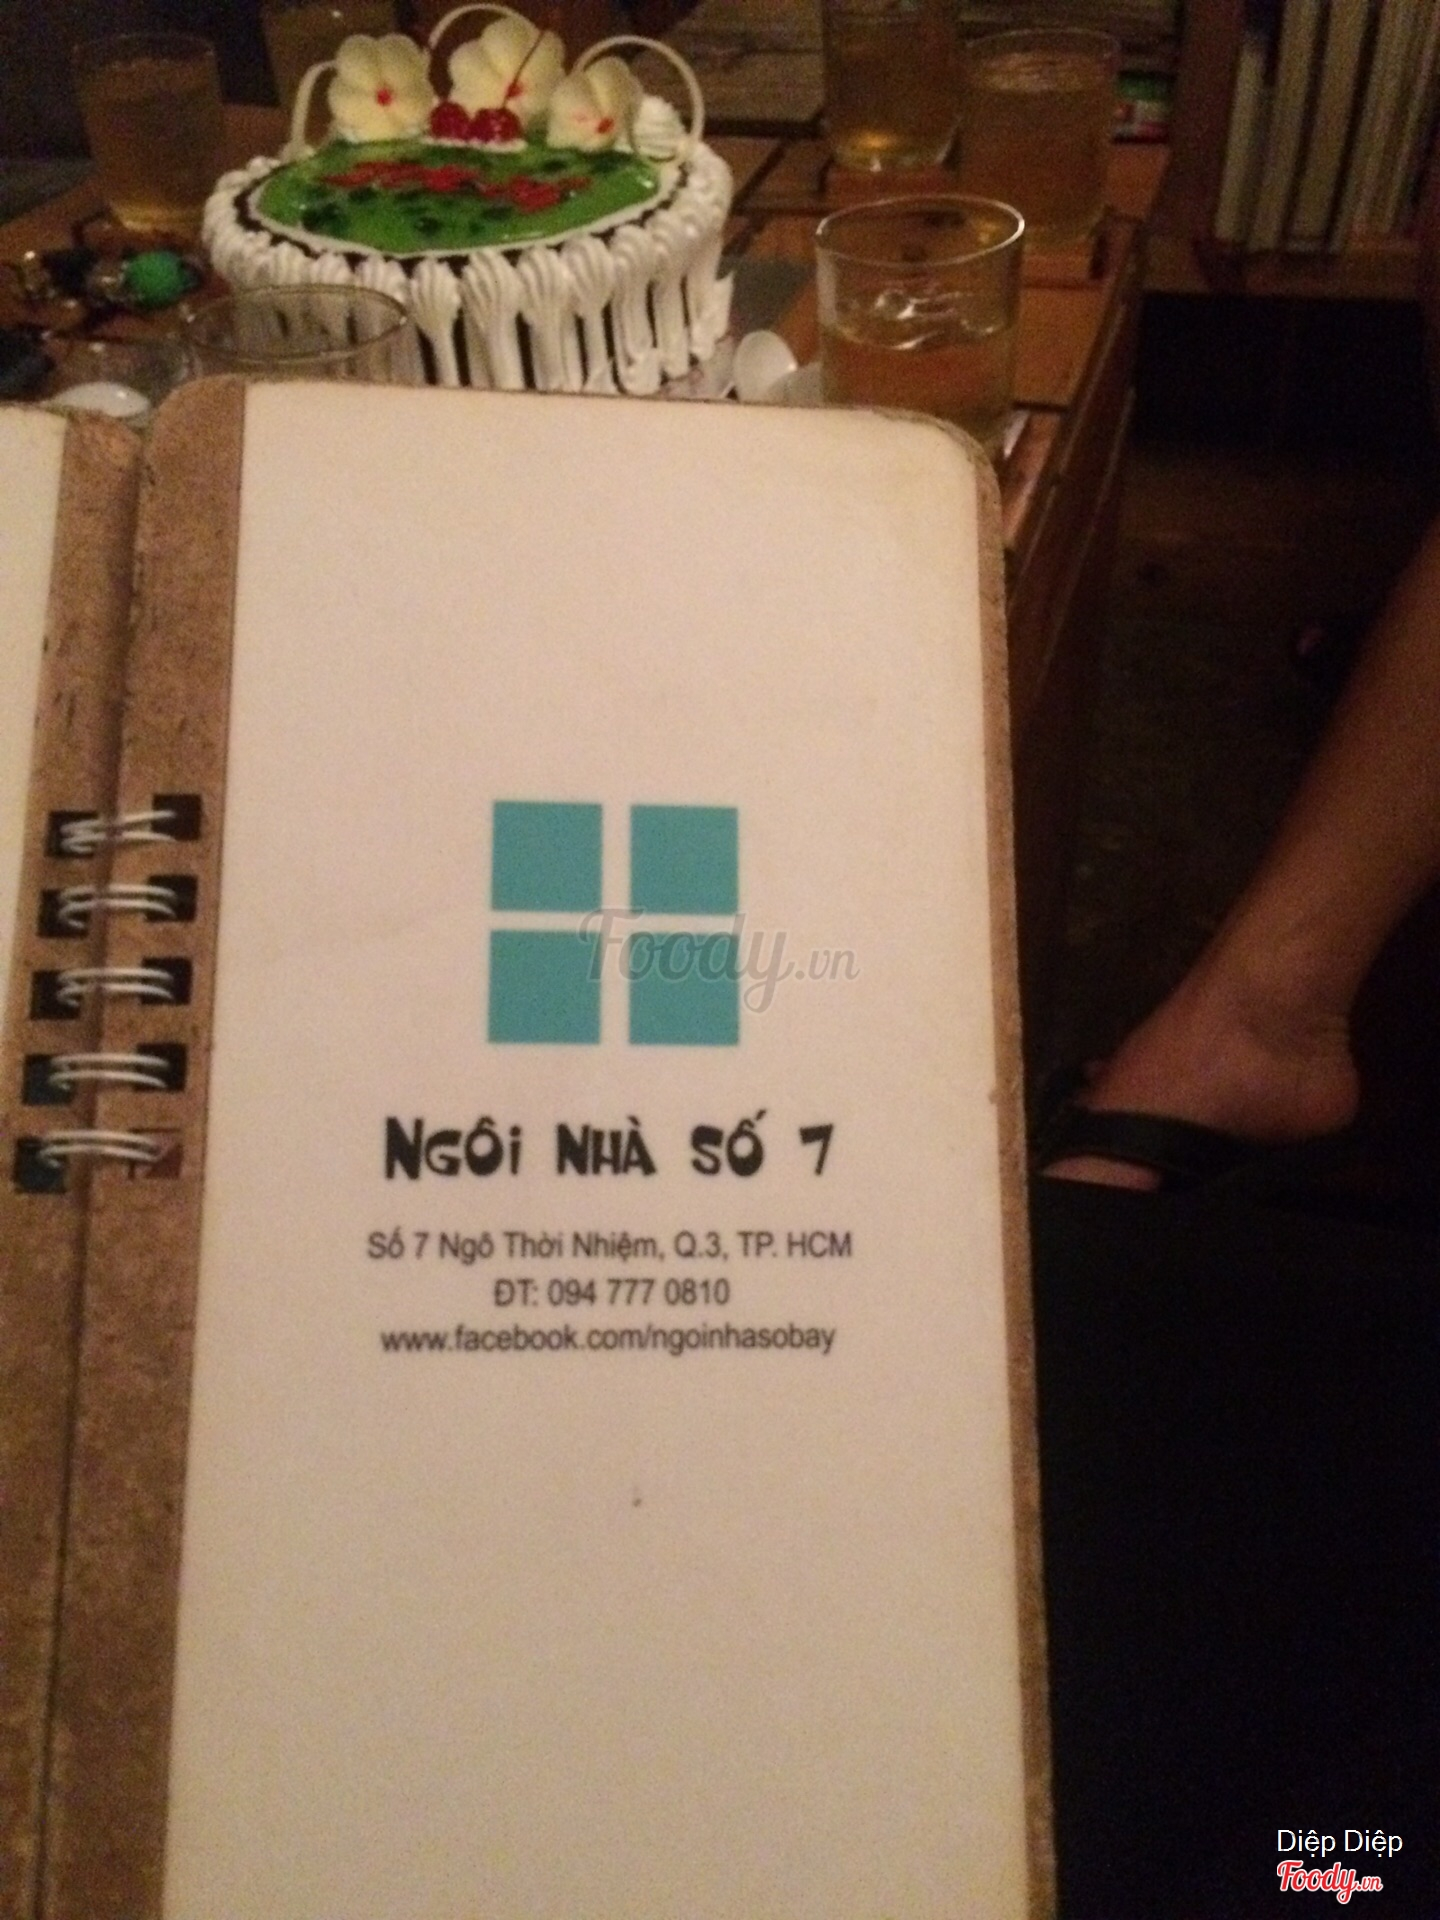 Foody.vn
NGÔI NHÀ SỐ 7
Số 7 Ngô Thời Nhiệm, Q.3, TP. HCM
ĐT: 094 777 0810
www.facebook.com/ngoinhasobay
Diệp Diệp
Foody.vn